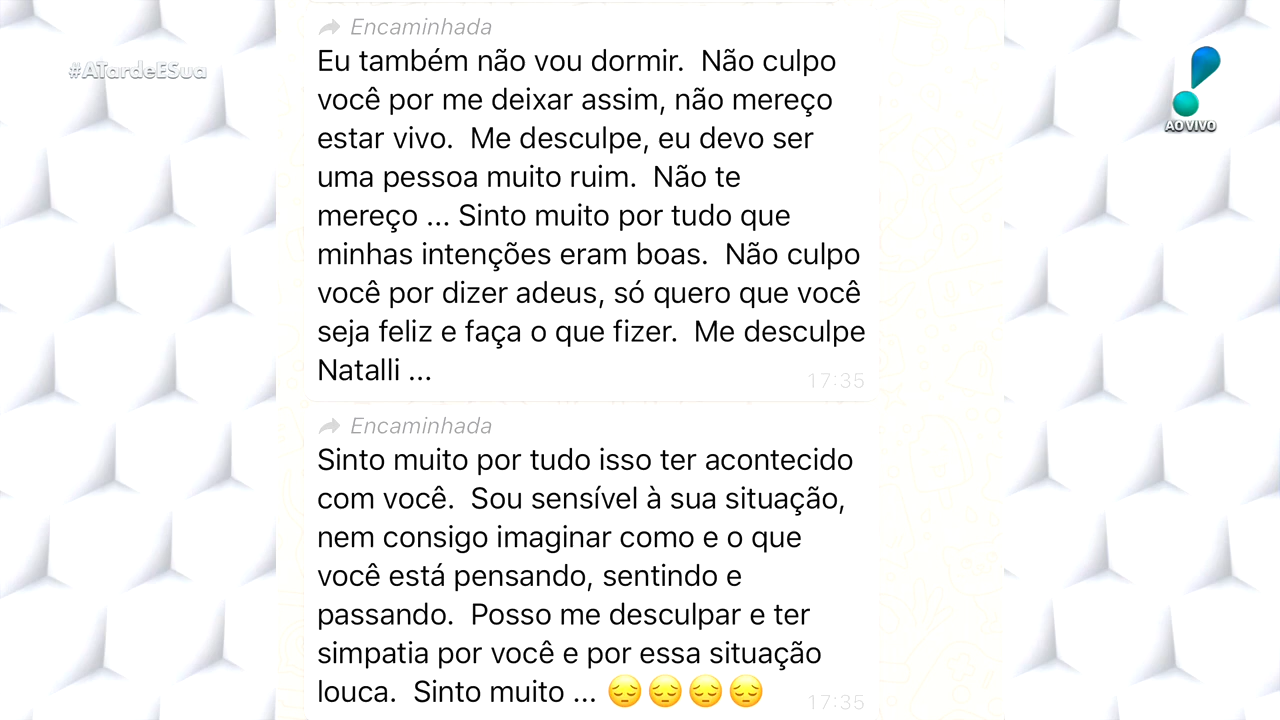 Encaminhada
#ATardeESua
Eu também não vou dormir.  Não culpo
você por me deixar assim, não mereço
estar vivo.  Me desculpe, eu devo ser
AO VIVO
uma pessoa muito ruim.  Não te
mereço ... Sinto muito por tudo que
minhas intenções eram boas.  Não culpo
você por dizer adeus, só quero que você
seja feliz e faça o que fizer.  Me desculpe
Natalli ...
17:35
Encaminhada
Sinto muito por tudo isso ter acontecido
com você.  Sou sensível à sua situação,
nem consigo imaginar como e o que
você está pensando, sentindo e
passando.  Posso me desculpar e ter
simpatia por você e por essa situação
louca.  Sinto muito ... 😔😔😔😔
17:35